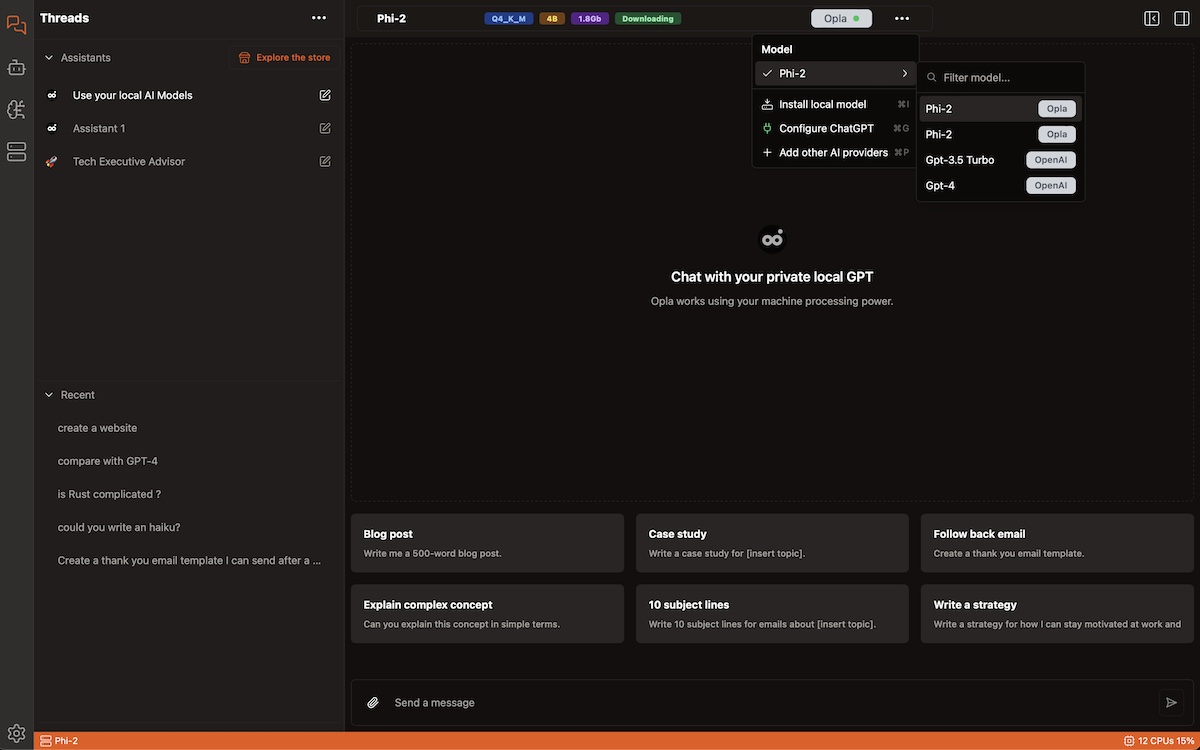 Threads
Assistants
Explore the store
Use your local AI Models
Assistant 1
Tech Executive Advisor
Recent
create a website
compare with GPT-4
is Rust complicated ?
could you write an haiku?
Create a thank you email template I can send after a ...
Phi-2
Q4_K_M
4B
1.8Gb
Downloading
Opla
Model
Phi-2
Install local model ⌘I
Configure ChatGPT ⌘G
Add other AI providers ⌘P
Filter model...
Phi-2 Opla
Phi-2 Opla
Gpt-3.5 Turbo OpenAI
Gpt-4 OpenAI
Chat with your private local GPT
Opla works using your machine processing power.
Blog post
Write me a 500-word blog post.
Case study
Write a case study for [insert topic].
Follow back email
Create a thank you email template.
Explain complex concept
Can you explain this concept in simple terms.
10 subject lines
Write 10 subject lines for emails about [insert topic].
Write a strategy
Write a strategy for how I can stay motivated at work and
Send a message
Phi-2
12 CPUs 15%